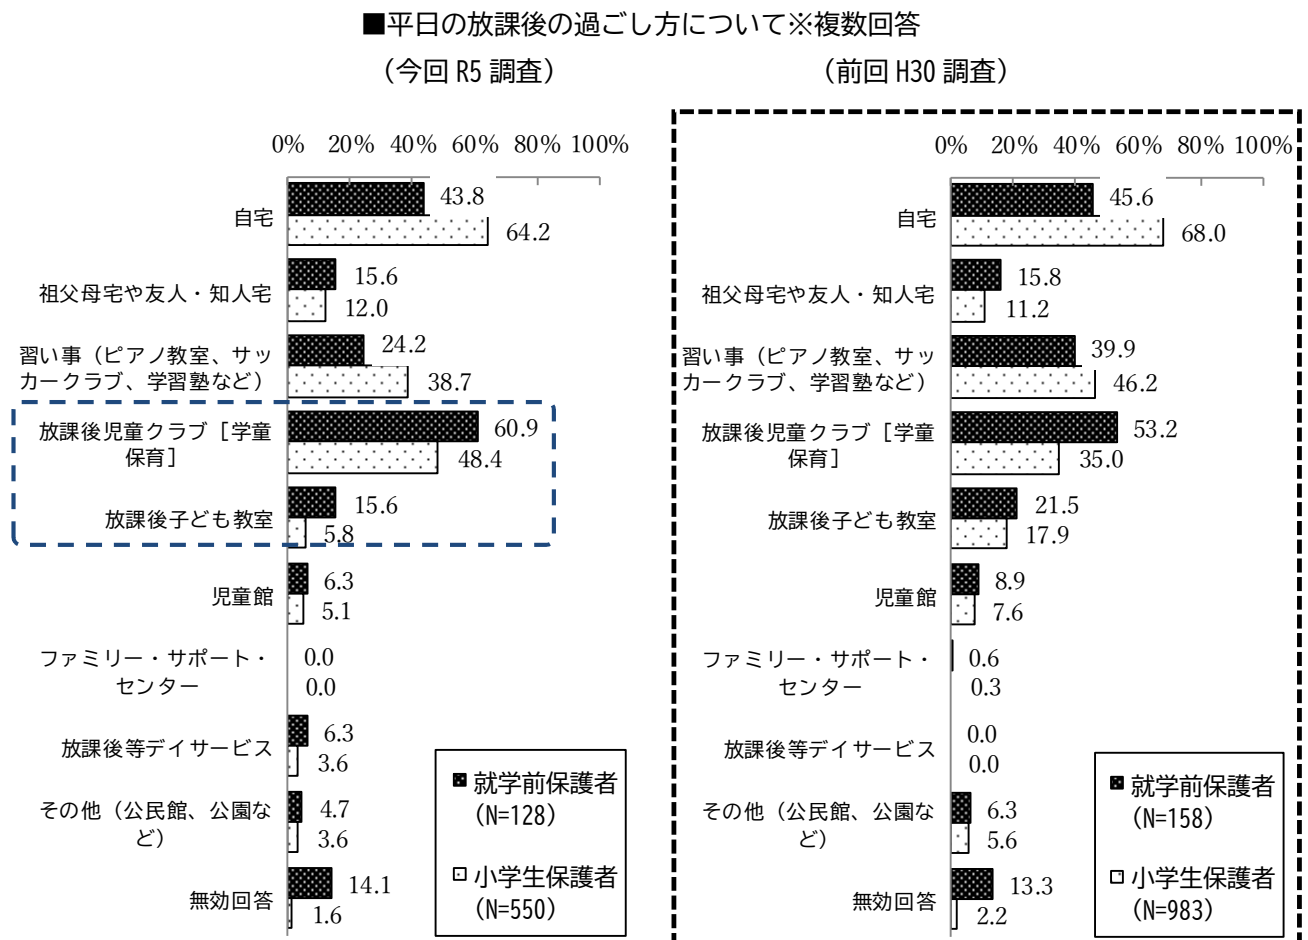 ■平日の放課後の過ごし方について※複数回答
（今回 R5 調査）
0% 20% 40% 60% 80% 100%
自宅
43.8
64.2
祖父母宅や友人・知人宅
15.6
12.0
習い事（ピアノ教室、サッ
カークラブ、学習塾など）
24.2
38.7
放課後児童クラブ［学童
保育］
60.9
48.4
放課後子ども教室
15.6
5.8
児童館
6.3
5.1
ファミリー・サポート・
センター
0.0
0.0
放課後等デイサービス
6.3
3.6
その他（公民館、公園な
ど）
4.7
3.6
無効回答
14.1
1.6
就学前保護者
（N=128）
小学生保護者
（N=550）
（前回 H30 調査）
0% 20% 40% 60% 80% 100%
自宅
45.6
68.0
祖父母宅や友人・知人宅
15.8
11.2
習い事（ピアノ教室、サッ
カークラブ、学習塾など）
39.9
46.2
放課後児童クラブ［学童
保育］
53.2
35.0
放課後子ども教室
21.5
17.9
児童館
8.9
7.6
ファミリー・サポート・
センター
0.6
0.3
放課後等デイサービス
0.0
0.0
その他（公民館、公園な
ど）
6.3
5.6
無効回答
13.3
2.2
就学前保護者
（N=158）
小学生保護者
（N=983）